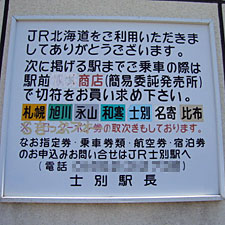 JR北海道をご利用いただきま
してありがとうございます。
次に掲げる駅までご乗車の際は
駅前 商店(簡易委託発売所)
で切符をお買い求め下さい。
札幌 旭川 永山 和寒 士別 名寄 比布
の取次ぎもしております。
なお指定券・乗車券類・航空券・宿泊券
のお申込みお問い合せはJR士別駅へ
(電話 )
士別駅長